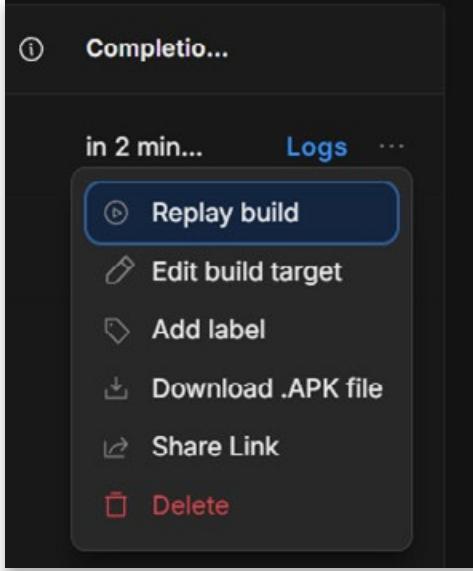 Completio...
in 2 min... Logs ...
Replay build
Edit build target
Add label
Download .APK file
Share Link
Delete